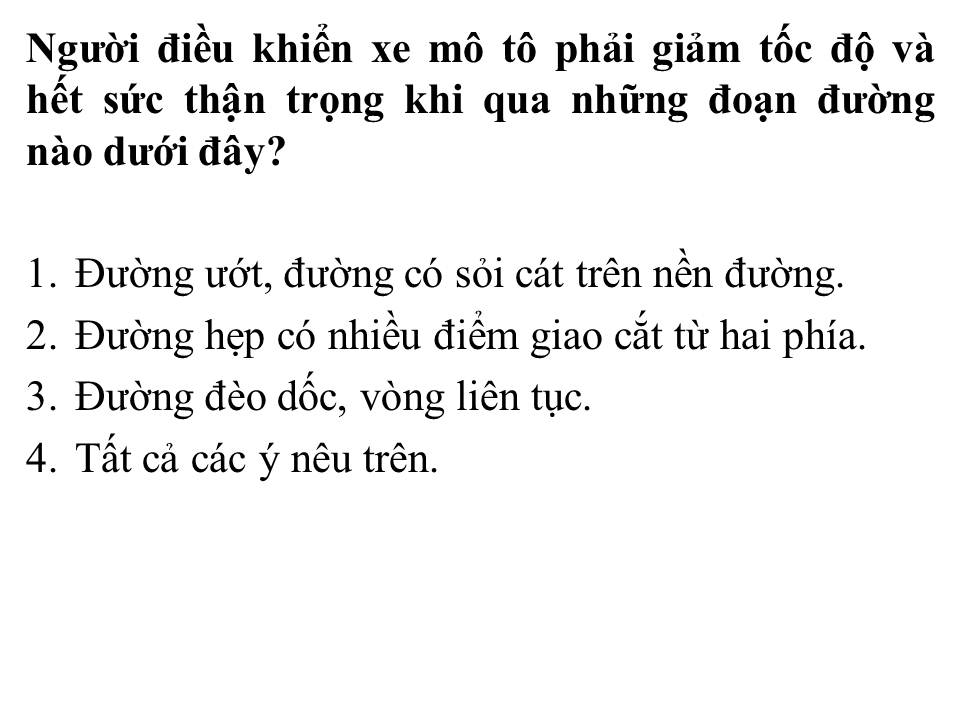 Người điều khiển xe mô tô phải giảm tốc độ và
hết sức thận trọng khi qua những đoạn đường
nào dưới đây?
1. Đường ướt, đường có sỏi cát trên nền đường.
2. Đường hẹp có nhiều điểm giao cắt từ hai phía.
3. Đường đèo dốc, vòng liên tục.
4. Tất cả các ý nêu trên.